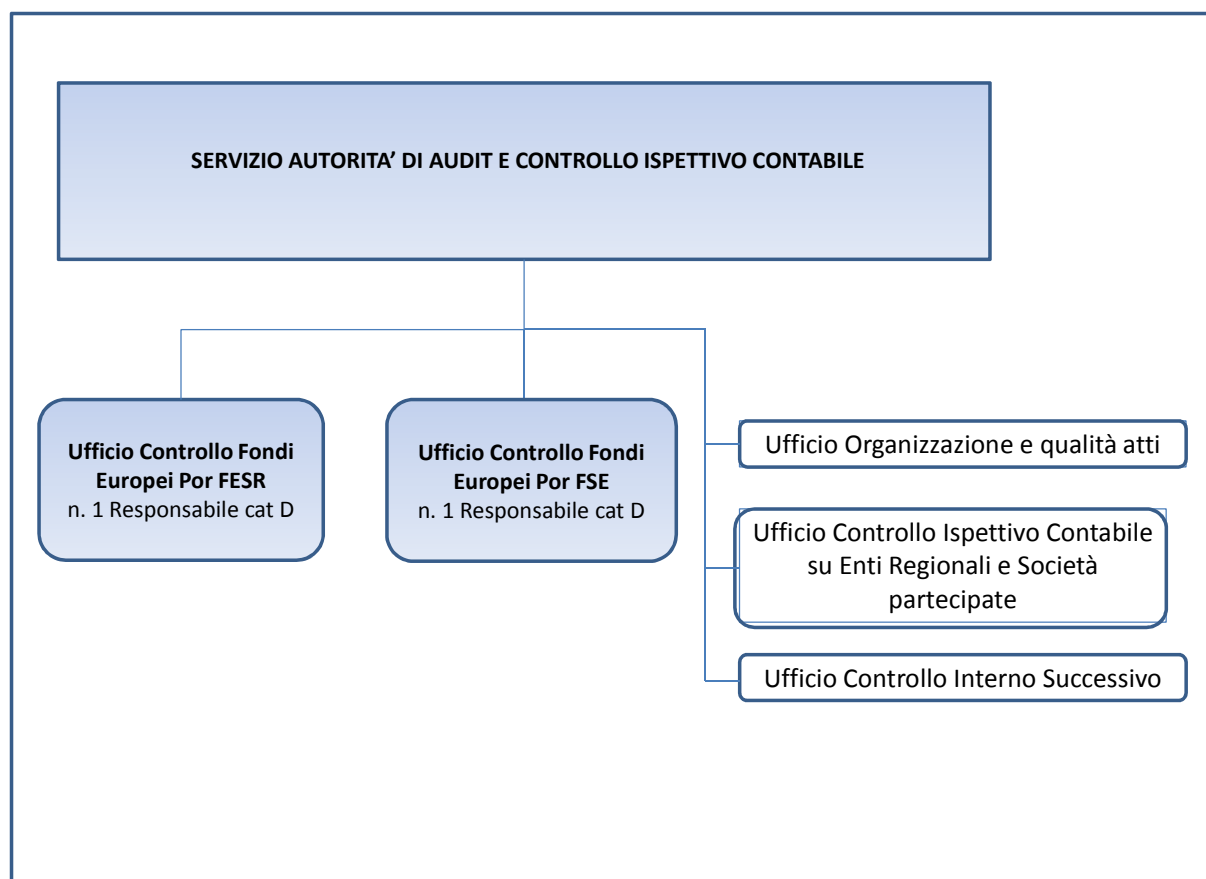 SERVIZIO AUTORITA’ DI AUDIT E CONTROLLO ISPETTIVO CONTABILE
Ufficio Controllo Fondi
Europei Por FESR
n. 1 Responsabile cat D
Ufficio Controllo Fondi
Europei Por FSE
n. 1 Responsabile cat D
Ufficio Organizzazione e qualità atti
Ufficio Controllo Ispettivo Contabile
su Enti Regionali e Società
partecipate
Ufficio Controllo Interno Successivo